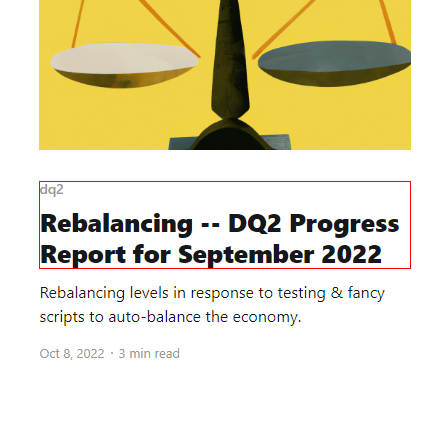 dq2
Rebalancing -- DQ2 Progress
Report for September 2022
Rebalancing levels in response to testing & fancy
scripts to auto-balance the economy.
Oct 8, 2022 · 3 min read